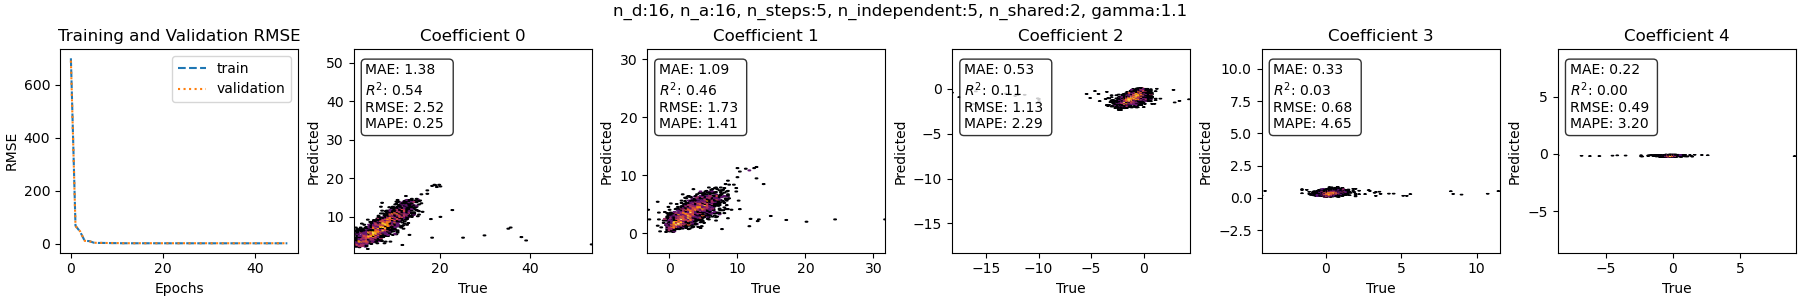 n_d:16, n_a:16, n_steps:5, n_independent:5, n_shared:2, gamma:1.1
Training and Validation RMSE
RMSE
600
400
200
0
0
20
40
Epochs
train
validation
Coefficient 0
MAE: 1.38
R²: 0.54
RMSE: 2.52
MAPE: 0.25
Predicted
50
40
30
20
10
20
40
True
Coefficient 1
MAE: 1.09
R²: 0.46
RMSE: 1.73
MAPE: 1.41
Predicted
30
20
10
0
0
10
20
30
True
Coefficient 2
MAE: 0.53
R²: 0.11
RMSE: 1.13
MAPE: 2.29
Predicted
0
−5
−10
−15
−15
−10
−5
0
True
Coefficient 3
MAE: 0.33
R²: 0.03
RMSE: 0.68
MAPE: 4.65
Predicted
10.0
7.5
5.0
2.5
0.0
−2.5
0
5
10
True
Coefficient 4
MAE: 0.22
R²: 0.00
RMSE: 0.49
MAPE: 3.20
Predicted
5
0
−5
−5
0
5
True